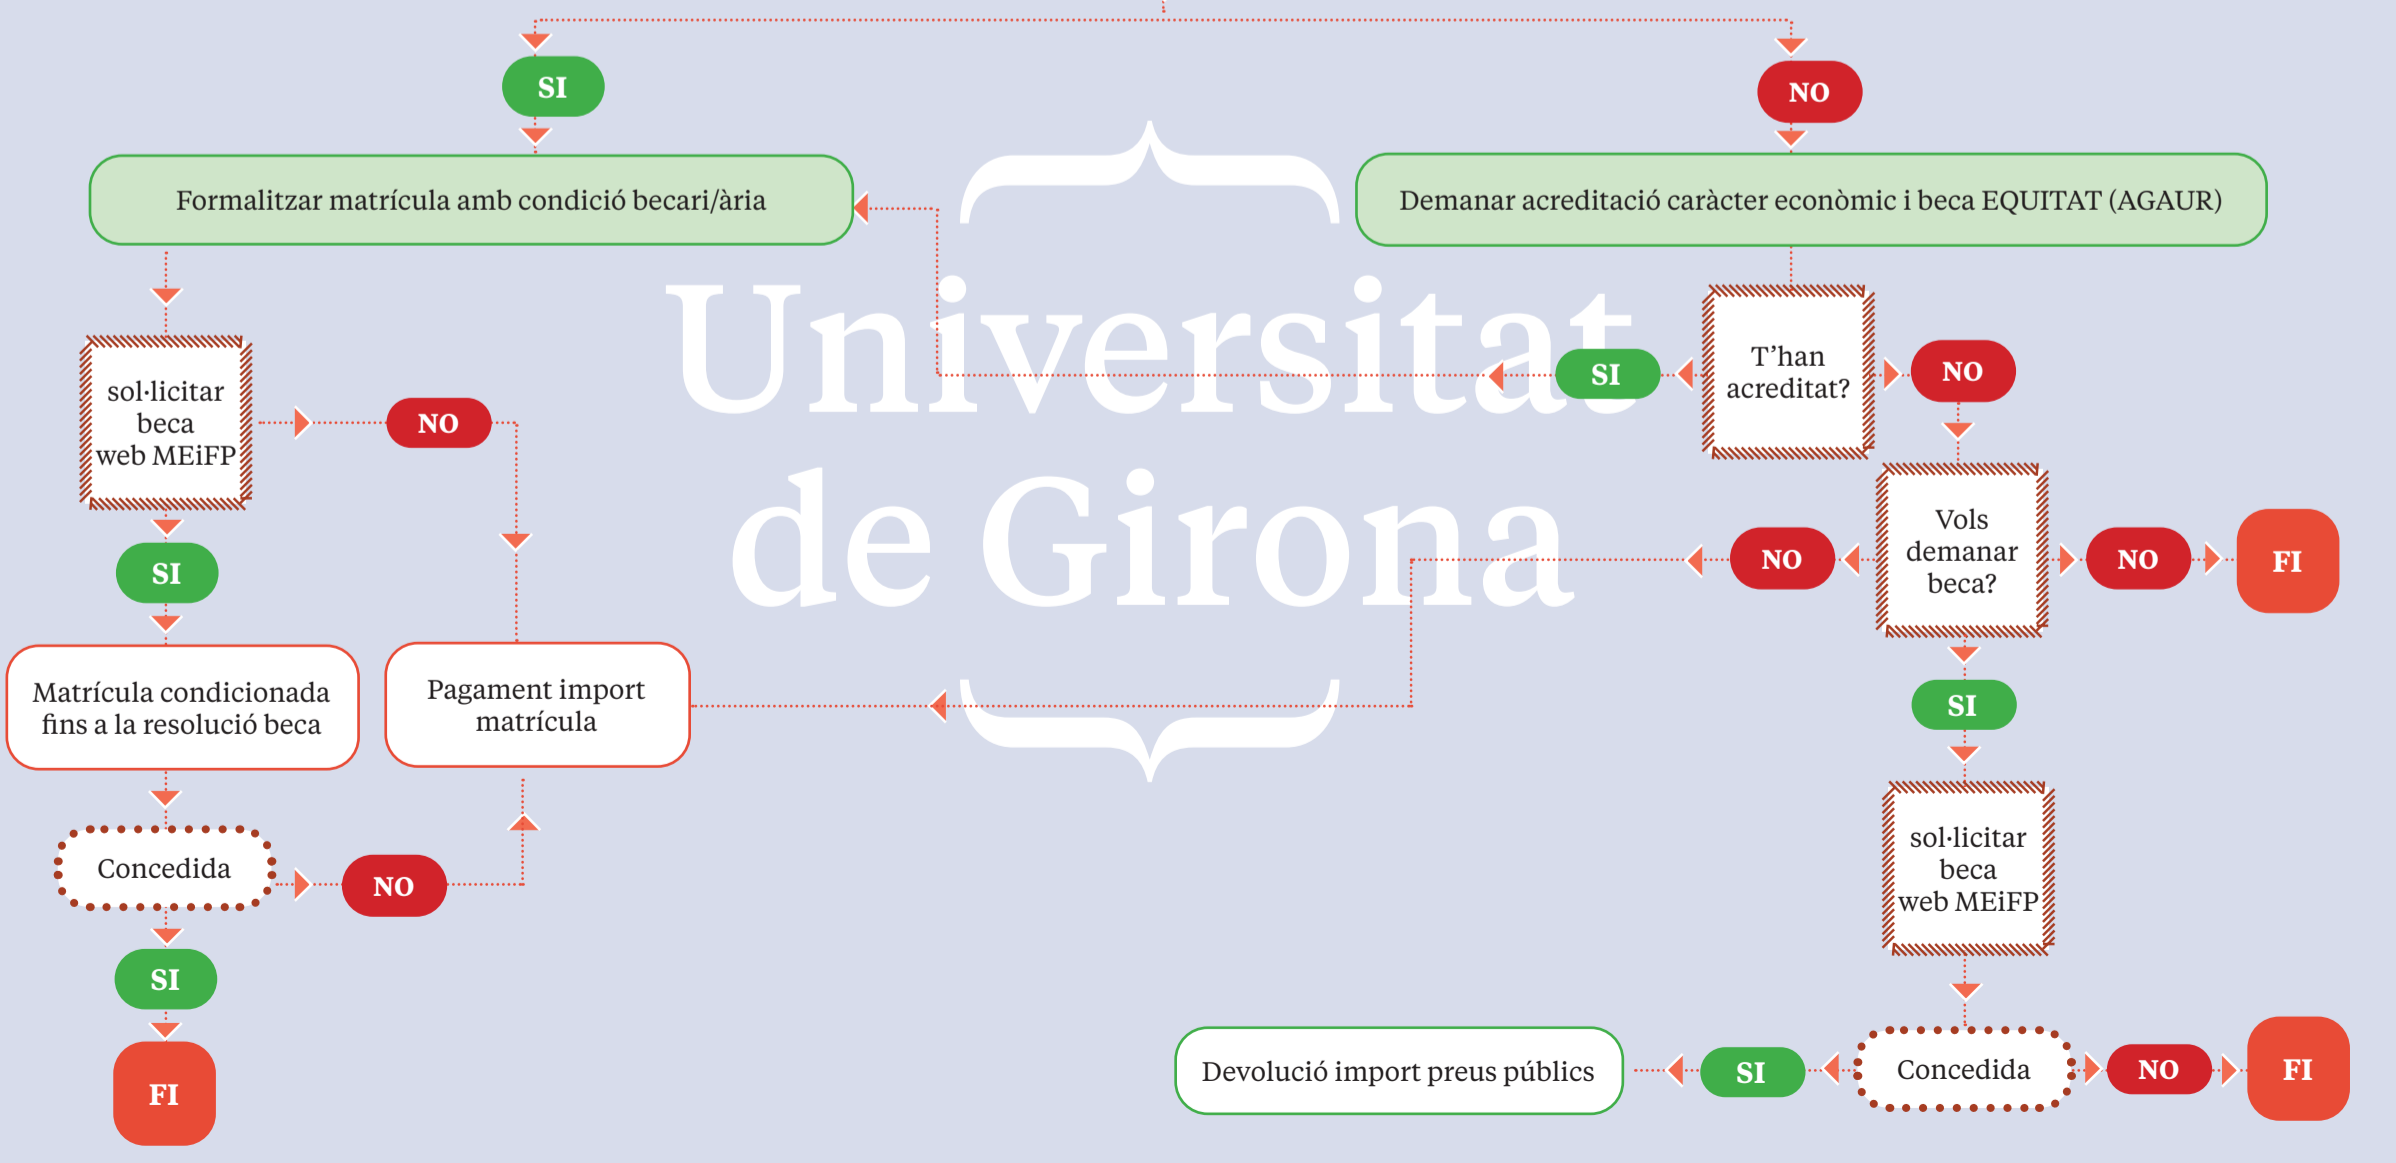 SI
NO
Formalitzar matrícula amb condició becari/ària
Demanar acreditació caràcter econòmic i beca EQUITAT (AGAUR)
Universitat
de Girona
T’han
acreditat?
SI
NO
sol·licitar
beca
web MEiFP
NO
SI
Vols
demanar
beca?
NO
NO
FI
Matrícula condicionada
fins a la resolució beca
Pagament import
matrícula
SI
sol·licitar
beca
web MEiFP
Concedida
NO
SI
FI
Devolució import preus públics
SI
Concedida
NO
FI